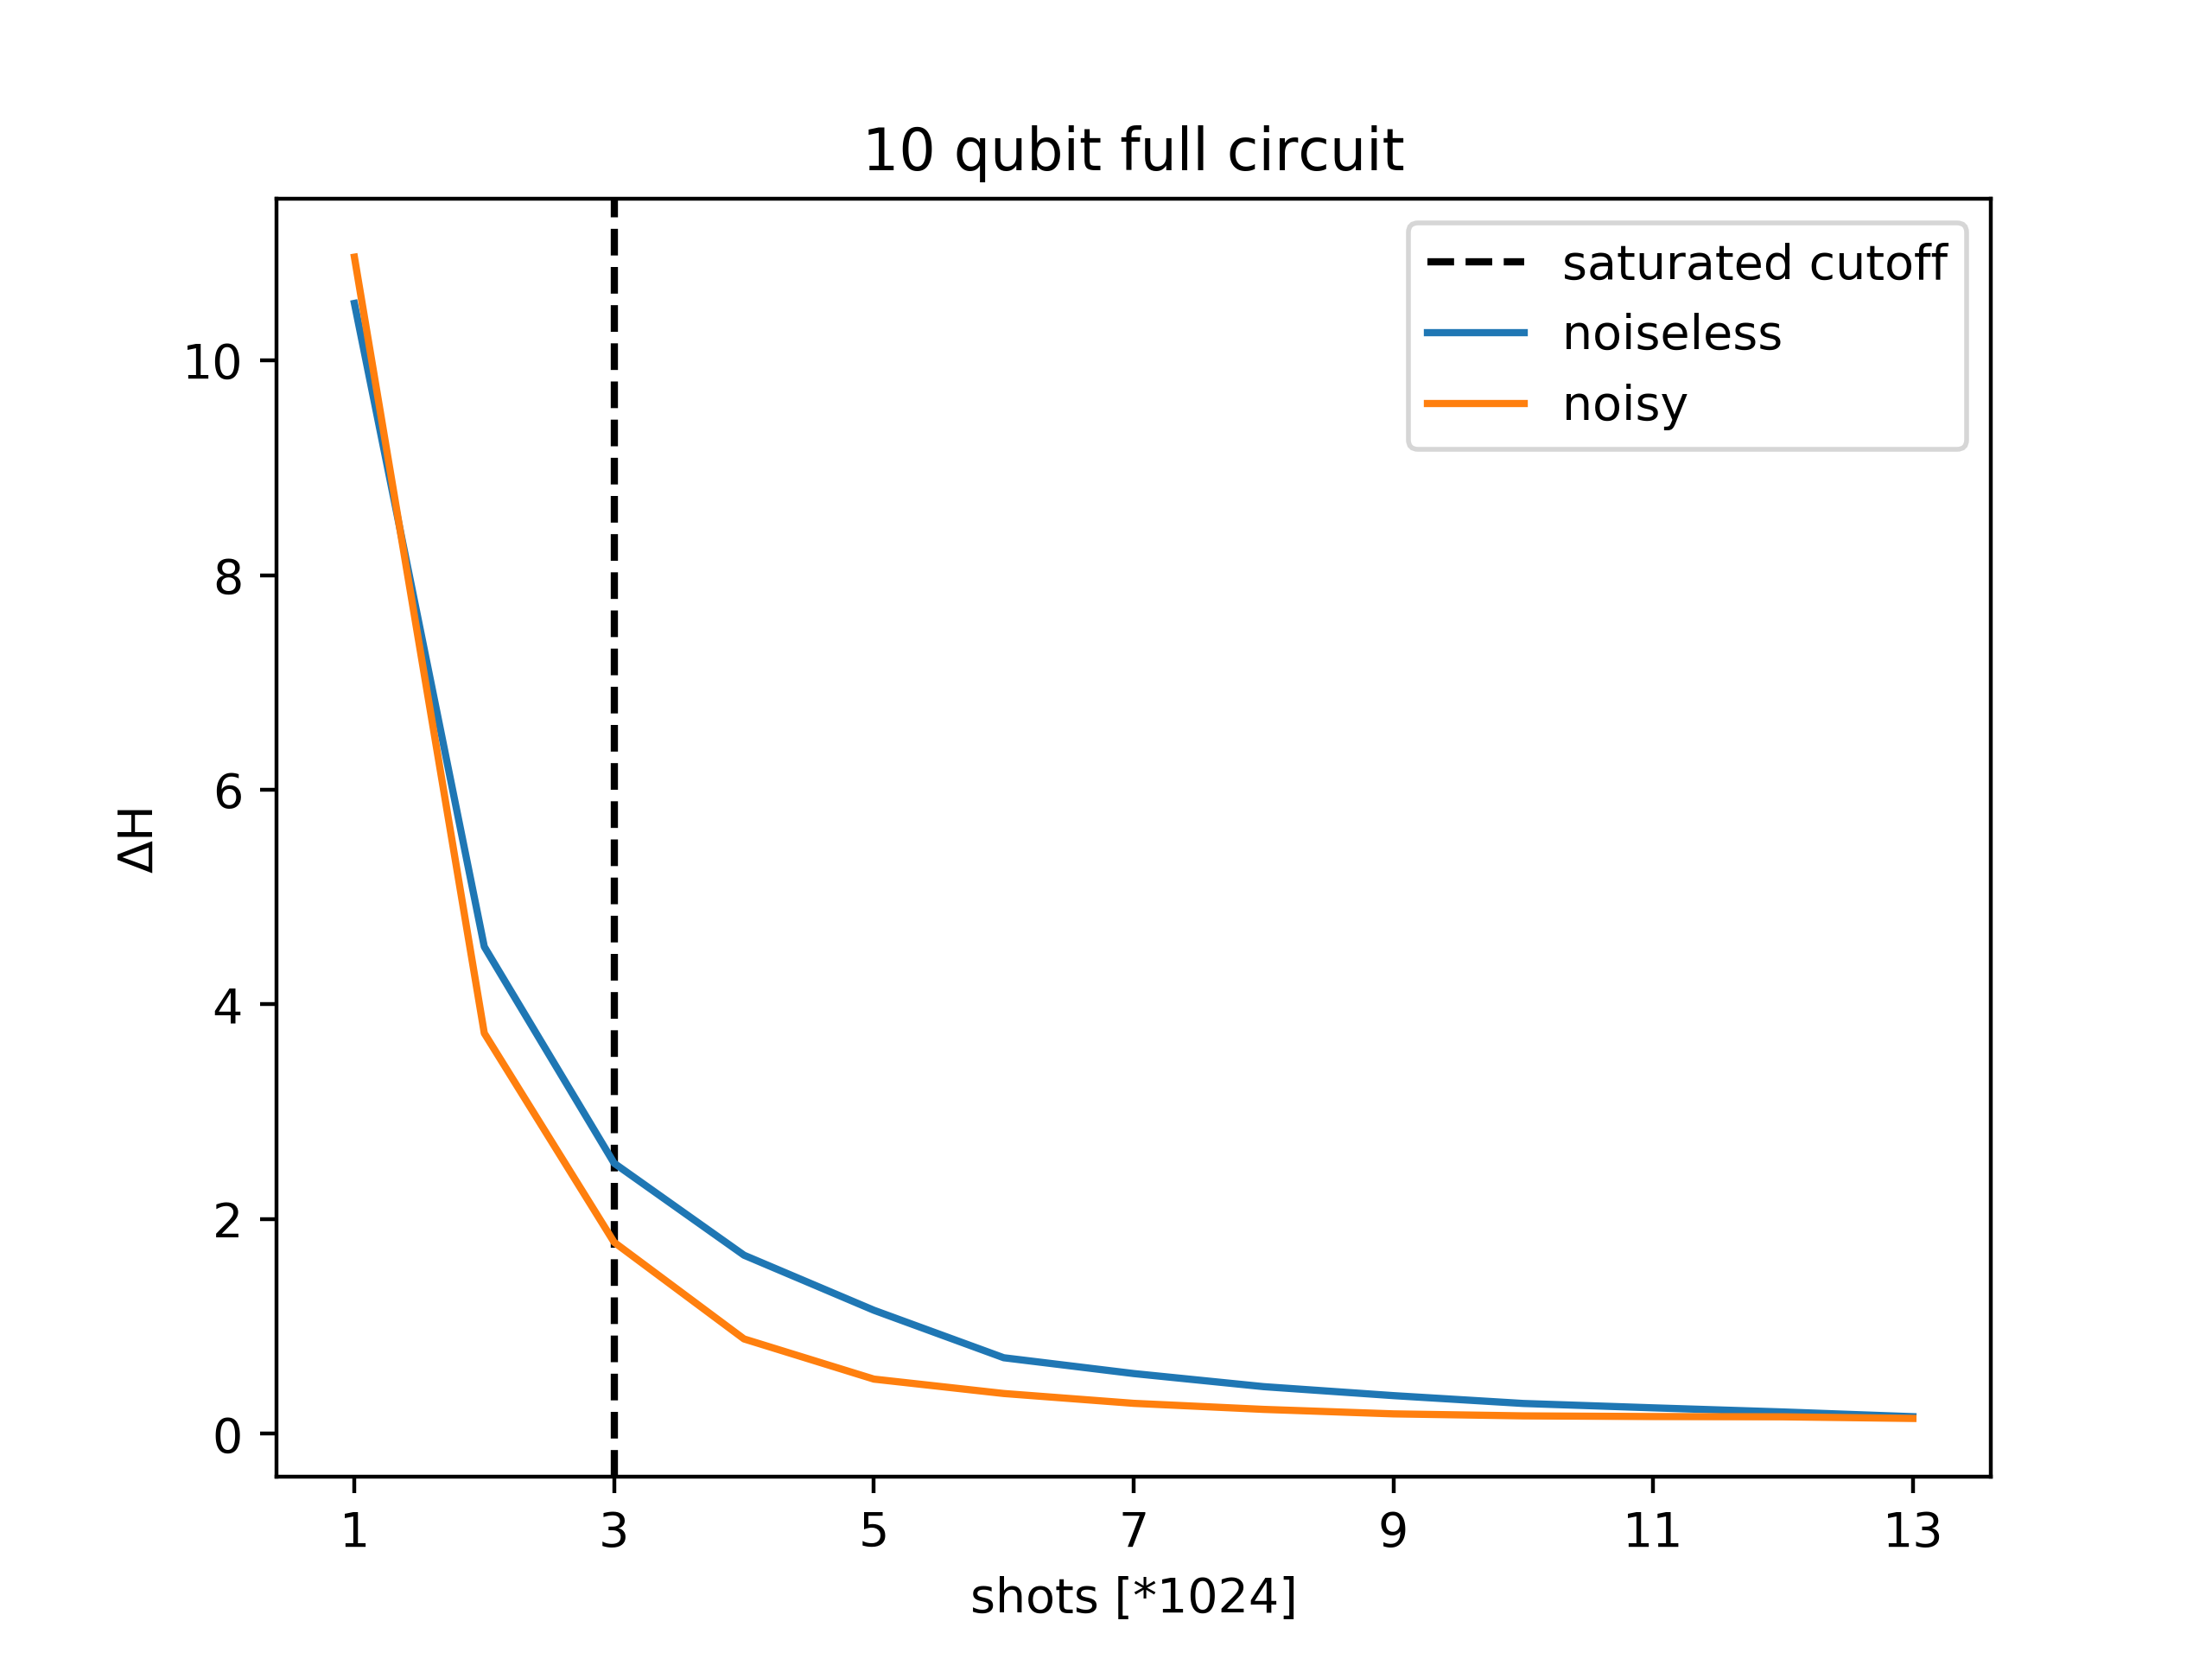 10 qubit full circuit
saturated cutoff
noiseless
noisy
10
8
6
4
2
0
ΔH
1 3 5 7 9 11 13
shots [*1024]